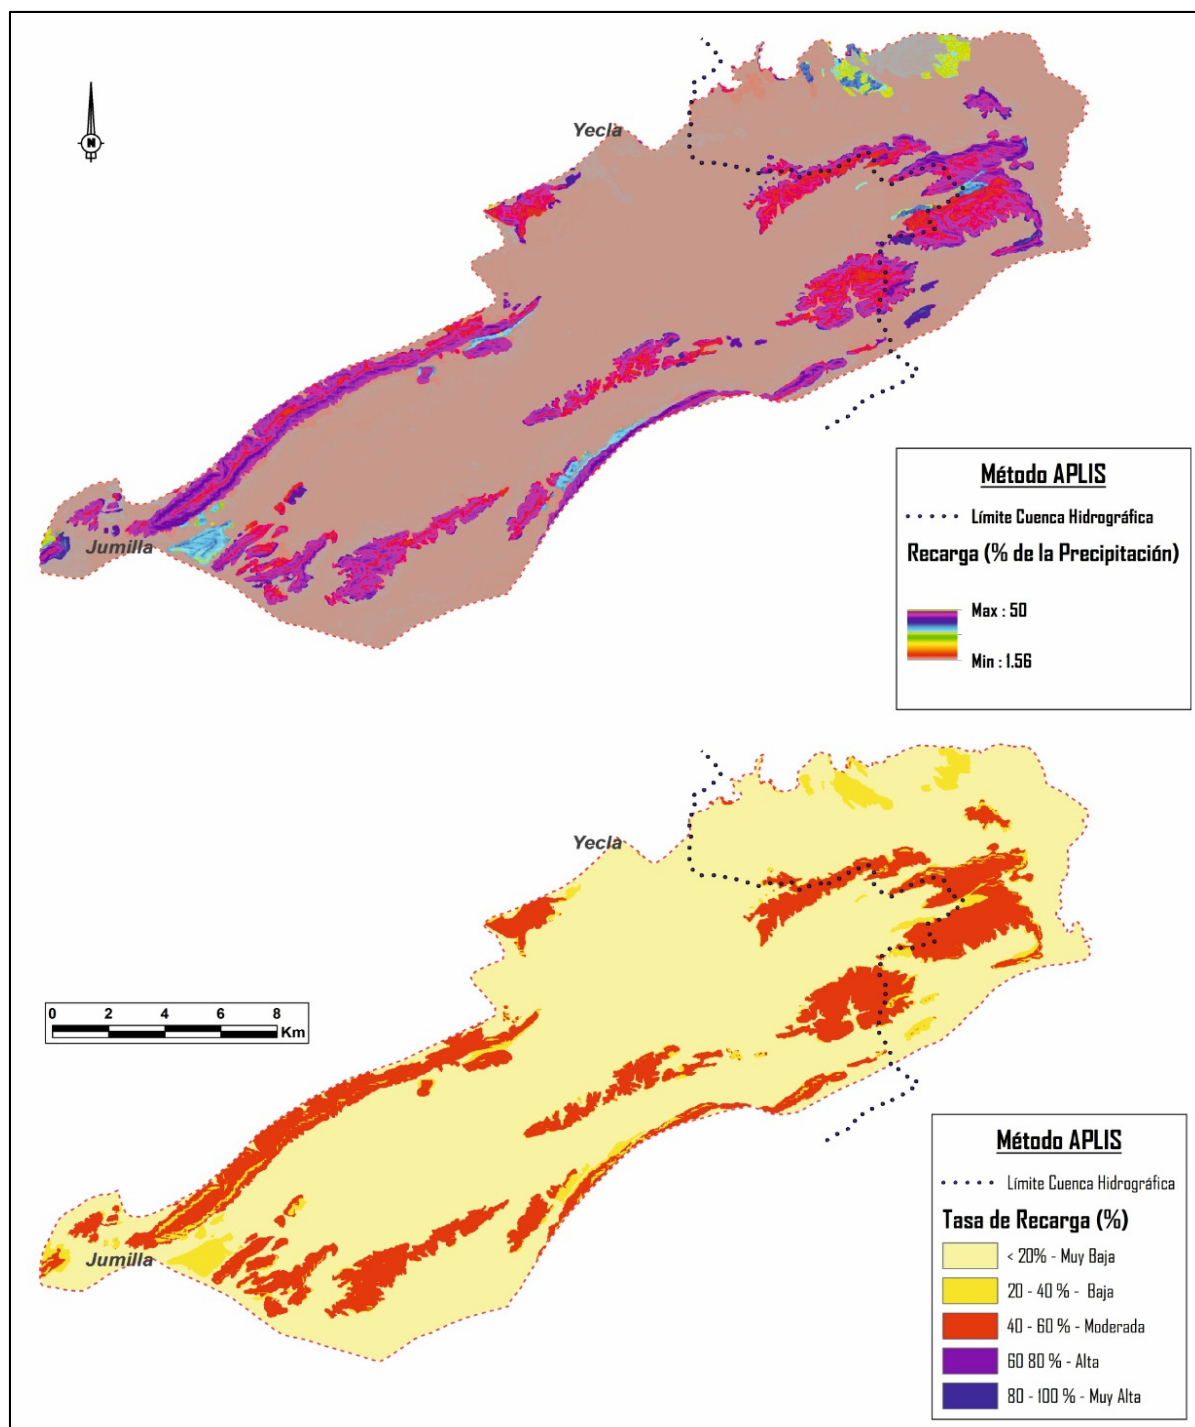 N
Yecla
Jumilla
Método APLIS
Límite Cuenca Hidrográfica
Recarga (% de la Precipitación)
Max : 50
Min : 1.56
Yecla
0 2 4 6 8
Km
Jumilla
Método APLIS
Límite Cuenca Hidrográfica
Tasa de Recarga (%)
< 20% - Muy Baja
20 - 40 % - Baja
40 - 60 % - Moderada
60 80 % - Alta
80 - 100 % - Muy Alta